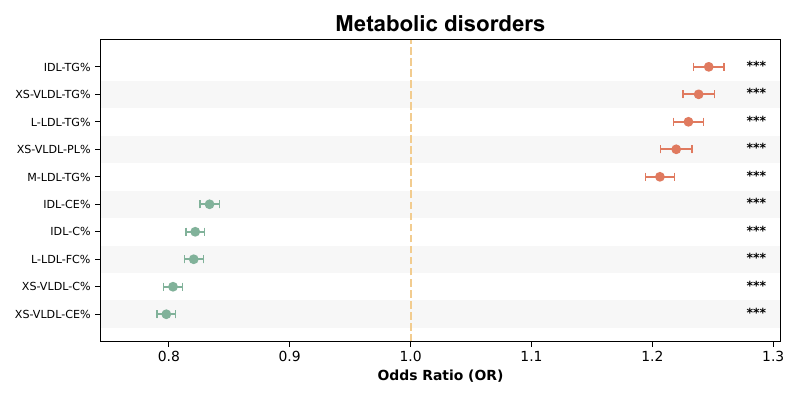 Metabolic disorders
IDL-TG% ***
XS-VLDL-TG% ***
L-LDL-TG% ***
XS-VLDL-PL% ***
M-LDL-TG% ***
IDL-CE% ***
IDL-C% ***
L-LDL-FC% ***
XS-VLDL-C% ***
XS-VLDL-CE% ***
0.8 0.9 1.0 1.1 1.2 1.3
Odds Ratio (OR)